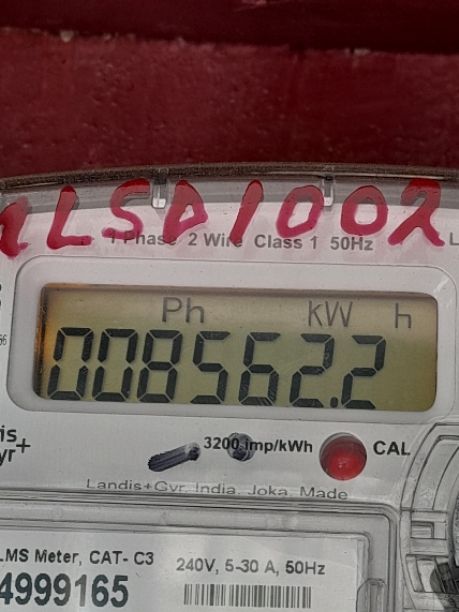 LSD1002
1 Phase 2 Wire Class 1 50Hz
Ph kW h
008562.2
3200 imp/kWh CAL
Landis+Gyr, India, Joka, Made
LMS Meter, CAT- C3
240V, 5-30 A, 50Hz
4999165